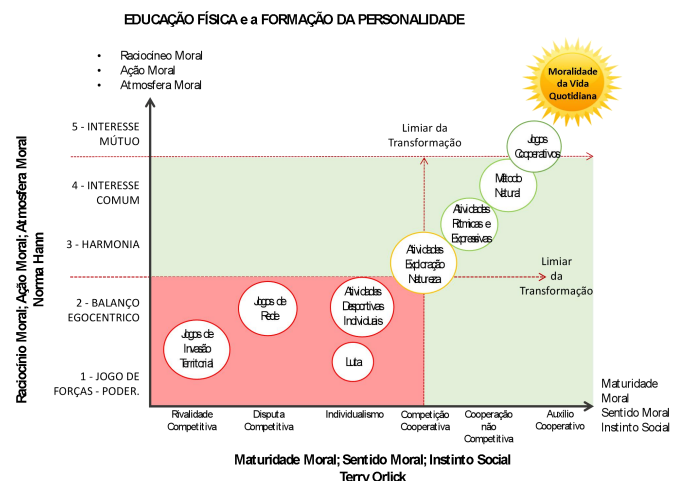 EDUCAÇÃO FÍSICA e a FORMAÇÃO DA PERSONALIDADE
• Raciocineo Moral
• Ação Moral
• Atmosfera Moral
Moralidade
da Vida
Quotidiana
Raciocínio Moral; Ação Moral; Atmosfera Moral
Norma Hann
5 - INTERESSE
MÚTUO
4 - INTERESSE
COMUM
3 - HARMONIA
2 - BALANÇO
EGOCENTRICO
1 - JOGO DE
FORÇAS - PODER.
Limiar da
Transformação
Jogos
Cooperativos
Método
Natural
Atividades
Rítmicas e
Expressivas
Atividades
Exploração
Natureza
Limiar
da
Transformação
Atividades
Desportivas
Individuais
Jogos de
Rede
Jogos de
Invasão
Territorial
Luta
Rivalidade
Competitiva
Disputa
Competitiva
Individualismo
Competição
Cooperativa
Cooperação
não
Competitiva
Auxílio
Cooperativo
Maturidade
Moral
Sentido Moral
Instinto Social
Maturidade Moral; Sentido Moral; Instinto Social
Terry Orlick